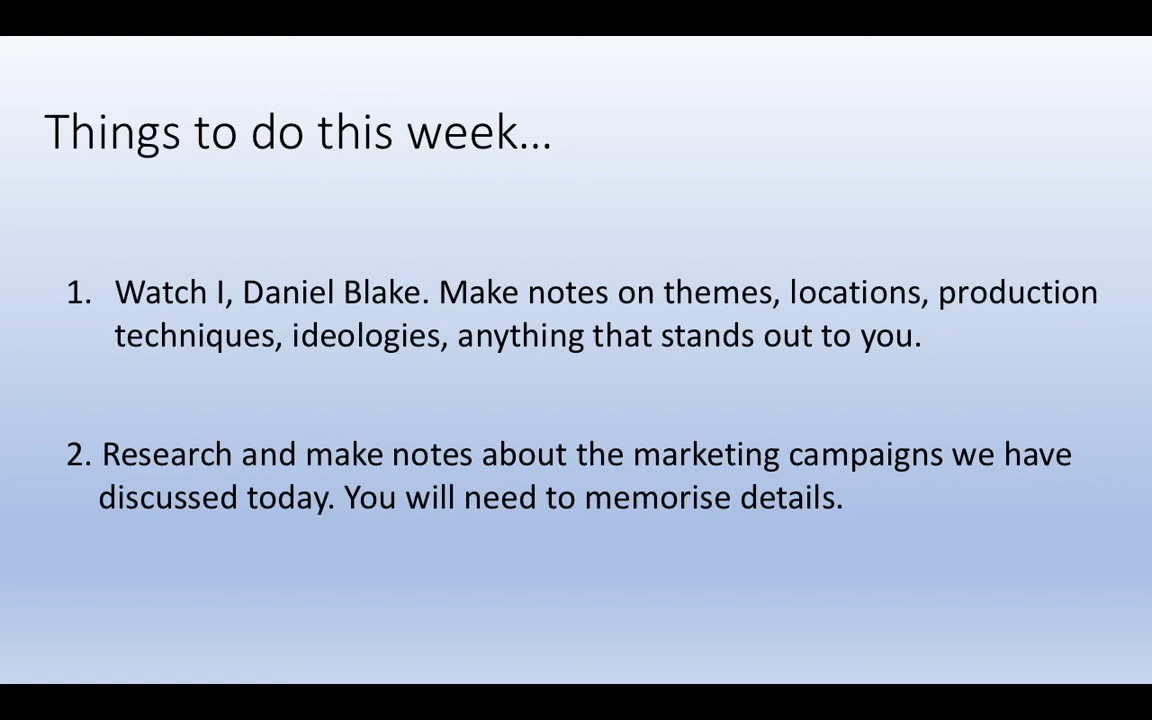 Things to do this week...
1. Watch I, Daniel Blake. Make notes on themes, locations, production
techniques, ideologies, anything that stands out to you.
2. Research and make notes about the marketing campaigns we have
discussed today. You will need to memorise details.